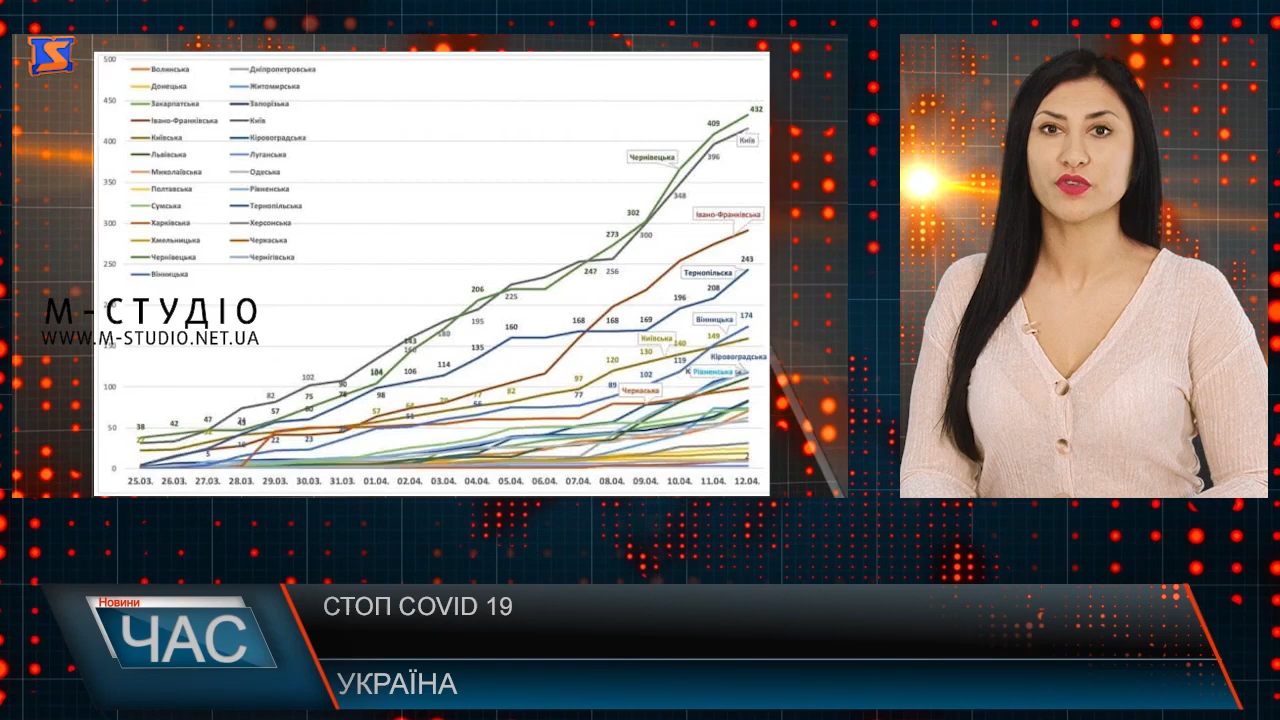 500
450
400
350
300
250
150
100
50
0
Волинська Дніпропетровська
Донецька Житомирська
Закарпатська Запорізька
Івано-Франківська Київ
Київська Кіровоградська
Львівська Луганська
Миколаївська Одеська
Полтавська Рівненська
Сумська Тернопільська
Харківська Херсонська
Хмельницька Черкаська
Чернівецька Чернігівська
Вінницька
432
409
Київ
396
Чернівецька
348
302
Івано-Франківська
300
273
247 256
243
Тернопільска
206
225
208
196
195
Вінницька 174
160 168 168 169
Київська 140 149
135
130
120 119
114
Кіровоградська
Рівненська
106
102
102
104
98
97
Черкаська
89
90
82
82
77
75
78
57
57
47
42
38
22 23
5
25.03. 26.03. 27.03. 28.03. 29.03. 30.03. 31.03. 01.04. 02.04. 03.04. 04.04. 05.04. 06.04. 07.04. 08.04. 09.04. 10.04. 11.04. 12.04.
М-СТУДІО
WWW.M-STUDIO.NET.UA
Новини
ЧАС
СТОП COVID 19
УКРАЇНА